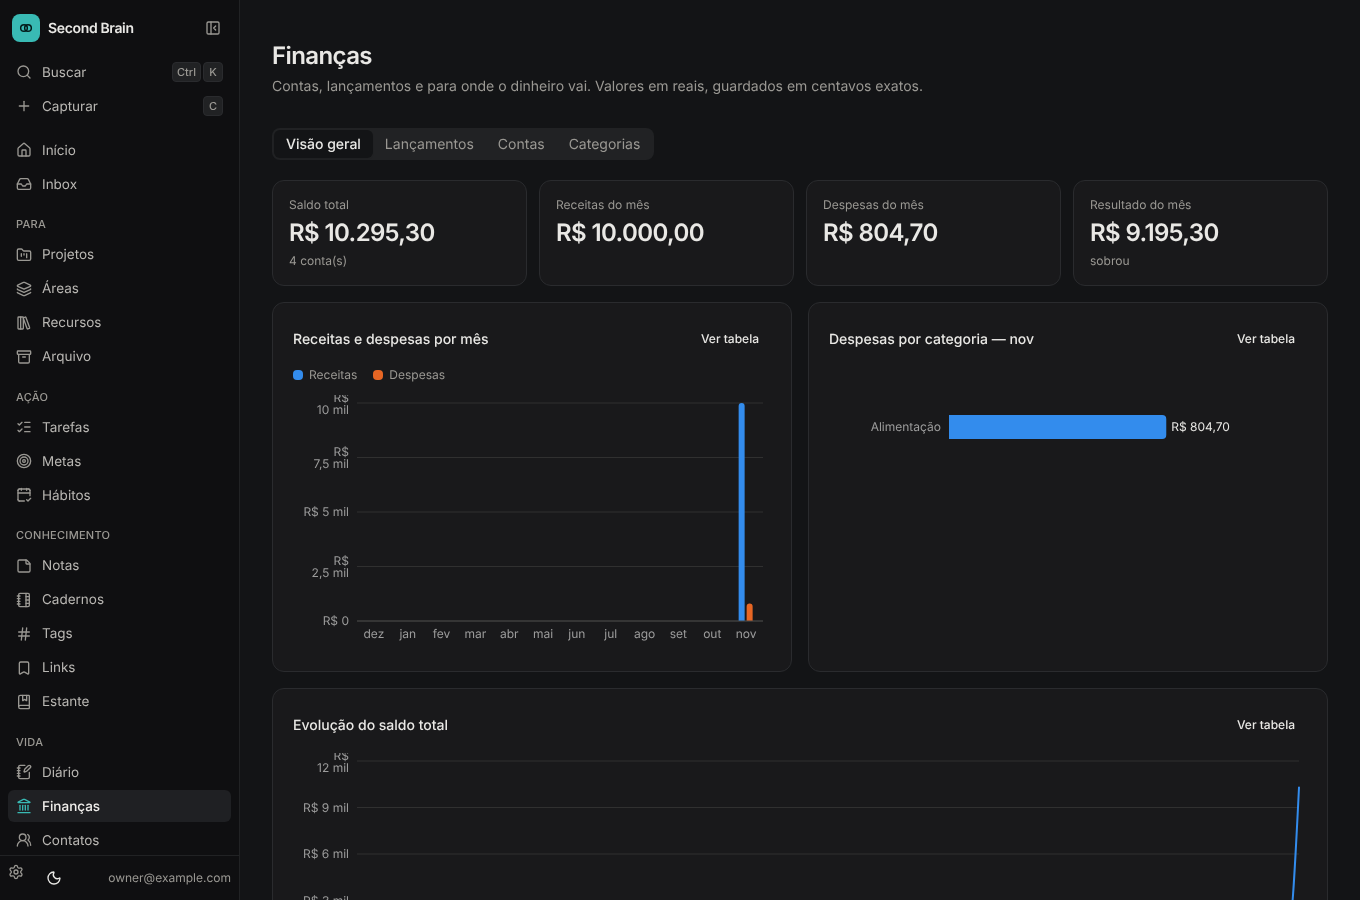 Second Brain
Buscar Ctrl K
Capturar C
Início
Inbox
PARA
Projetos
Áreas
Recursos
Arquivo
AÇÃO
Tarefas
Metas
Hábitos
CONHECIMENTO
Notas
Cadernos
Tags
Links
Estante
VIDA
Diário
Finanças
Contatos
owner@example.com
Finanças
Contas, lançamentos e para onde o dinheiro vai. Valores em reais, guardados em centavos exatos.
Visão geral Lançamentos Contas Categorias
Saldo total
R$ 10.295,30
4 conta(s)
Receitas do mês
R$ 10.000,00
Despesas do mês
R$ 804,70
Resultado do mês
R$ 9.195,30
sobrou
Receitas e despesas por mês Ver tabela
Receitas Despesas
R$
10 mil
R$
7,5 mil
R$ 5 mil
R$
2,5 mil
R$ 0
dez jan fev mar abr mai jun jul ago set out nov
Despesas por categoria — nov Ver tabela
Alimentação R$ 804,70
Evolução do saldo total Ver tabela
R$
12 mil
R$ 9 mil
R$ 6 mil
R$ 3 mil